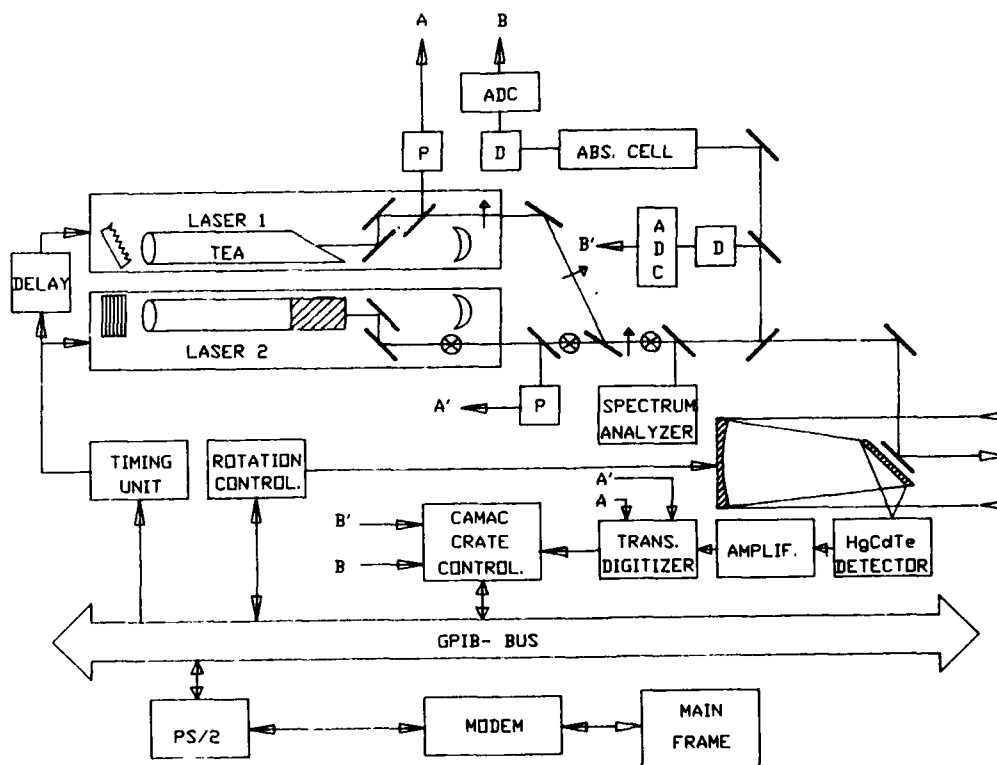 A
B
ADC
P
D
ABS. CELL
LASER 1
TEA
A
D
C
D
B'
DELAY
LASER 2
A'
P
SPECTRUM
ANALYZER
TIMING
UNIT
ROTATION
CONTROL.
A'
A
B'
B
CAMAC
CRATE
CONTROL.
TRANS.
DIGITIZER
AMPLIF.
HgCdTe
DETECTOR
GPIB- BUS
PS/2
MODEM
MAIN
FRAME